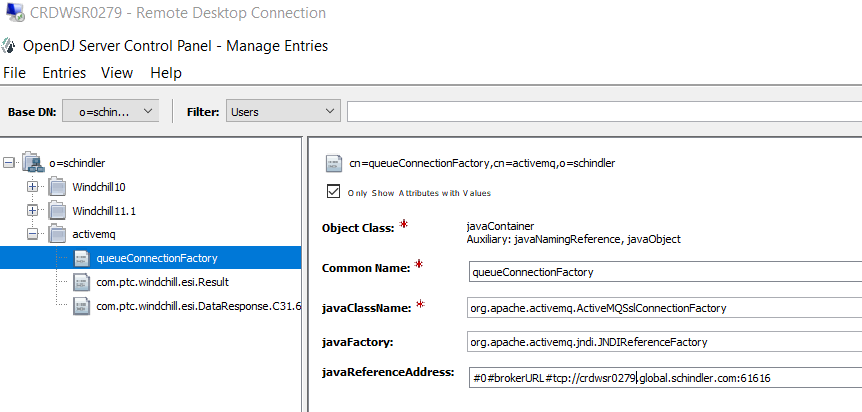 CRDWSR0279 - Remote Desktop Connection
OpenDJ Server Control Panel - Manage Entries
File Entries View Help
Base DN: o=schin... Filter: Users
o=schindler
Windchill10
Windchill11.1
activemq
queueConnectionFactory
com.ptc.windchill.esi.Result
com.ptc.windchill.esi.DataResponse.C31.6
cn=queueConnectionFactory,cn=activemq,o=schindler
Only Show Attributes with Values
Object Class: * javaContainer
Auxiliary: javaNamingReference, javaObject
Common Name: * queueConnectionFactory
javaClassName: * org.apache.activemq.ActiveMQSslConnectionFactory
javaFactory: org.apache.activemq.jndi.JNDIReferenceFactory
javaReferenceAddress: #0#brokerURL#tcp://crdwsr0279.global.schindler.com:61616